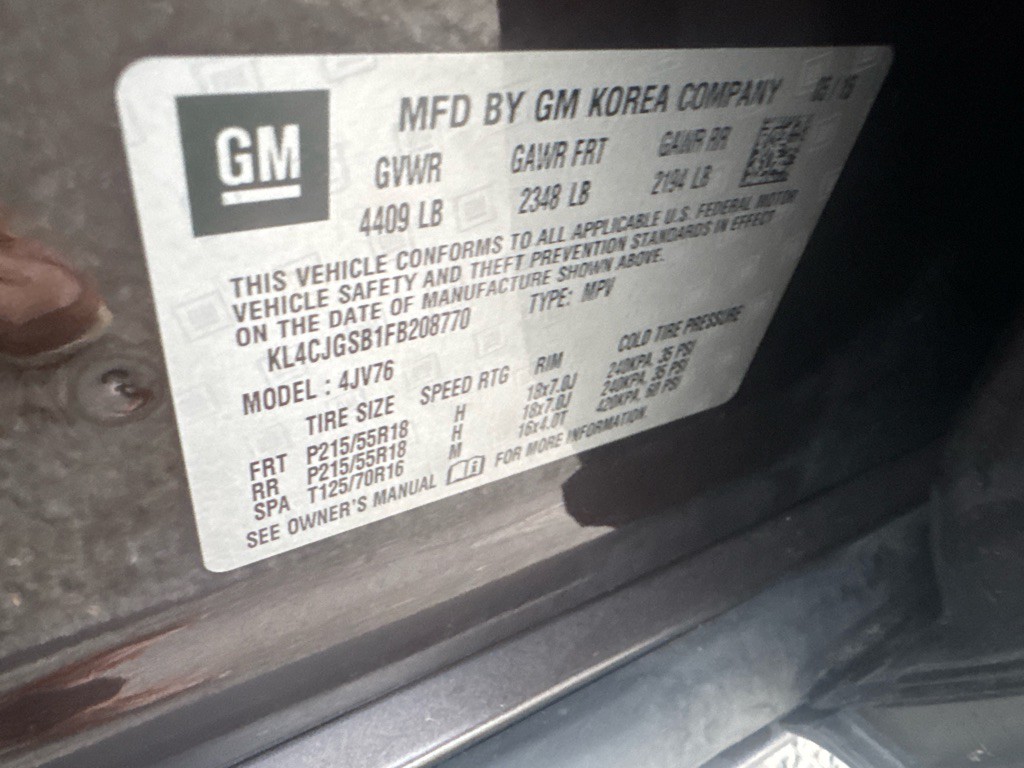 GM
MFD BY GM KOREA COMPANY 05/15
GVWR GAWR FRT GAWR RR
4409 LB 2348 LB 2194 LB
THIS VEHICLE CONFORMS TO ALL APPLICABLE U.S. FEDERAL MOTOR
VEHICLE SAFETY AND THEFT PREVENTION STANDARDS IN EFFECT
ON THE DATE OF MANUFACTURE SHOWN ABOVE.
KL4CJGSB1FB208770 TYPE: MPV
MODEL : 4JV76
TIRE SIZE SPEED RTG RIM COLD TIRE PRESSURE
FRT P215/55R18 H 18x7.0J 240KPA, 35 PSI
RR P215/55R18 H 18x7.0J 240KPA, 35 PSI
SPA T125/70R16 M 16x4.0T 420KPA, 60 PSI
SEE OWNER'S MANUAL FOR MORE INFORMATION.